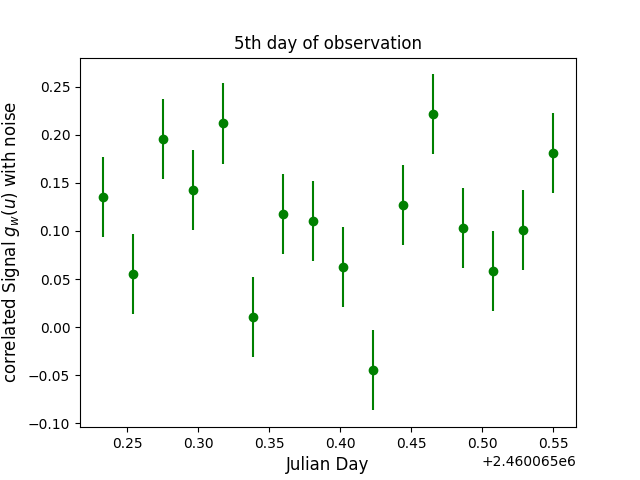 5th day of observation
correlated Signal g_w(u) with noise
0.25
0.20
0.15
0.10
0.05
0.00
−0.05
−0.10
0.25 0.30 0.35 0.40 0.45 0.50 0.55
Julian Day
+2.460065e6